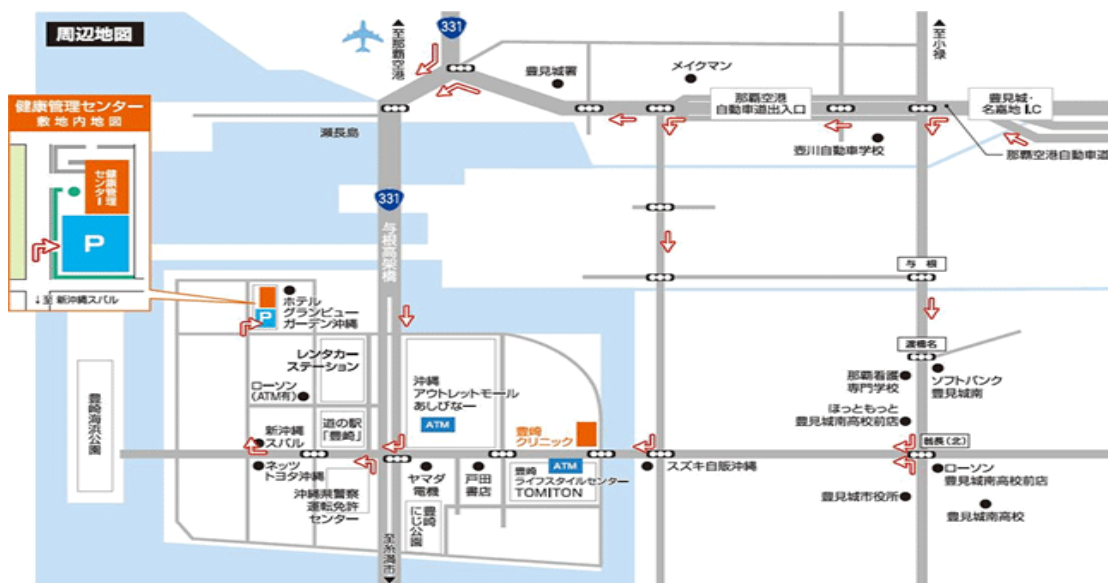 周辺地図
331
▲至那覇空港
▲至小禄
豊見城署
メイクマン
那覇空港
自動車道出入口
豊見城・
名嘉地 I.C
那覇空港自動車道
壺川自動車学校
瀬長島
健康管理センター
敷地内地図
健康管理
センター
P
↓至 新沖縄スバル
331
与根高架橋
与 根
渡橋名
ホテル
グランビュー
ガーデン沖縄
P
レンタカー
ステーション
ローソン
(ATM有)
沖縄
アウトレットモール
あしびなー
ATM
那覇看護
専門学校
ソフトバンク
豊見城南
ほっともっと
豊見城南高校前店
豊崎海浜公園
新沖縄
スバル
道の駅
「豊崎」
豊崎
クリニック
翁長(北)
ネッツ
トヨタ沖縄
沖縄県警察
運転免許
センター
ヤマダ
電機
戸田
書店
豊崎
ATM
ライフスタイルセンター
TOMITON
スズキ自販沖縄
ローソン
豊見城南高校前店
豊見城市役所
豊見城南高校
豊崎
にじ公園
至糸満市▼